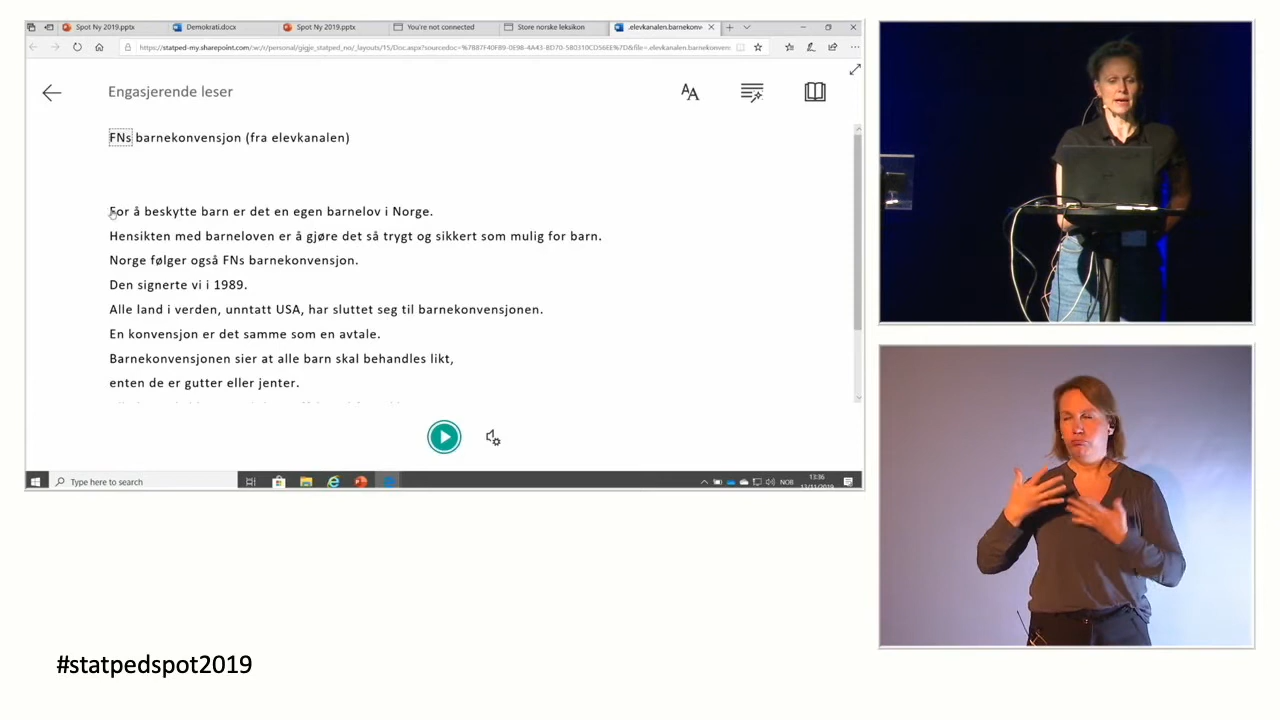 Spot Ny 2019.pptx
Demokrati.docx
Spot Ny 2019.pptx
You're not connected
Store norske leksikon
.elevkanalen.barnekonv
Engasjerende leser
FNs barnekonvensjon (fra elevkanalen)
For å beskytte barn er det en egen barnelov i Norge.
Hensikten med barneloven er å gjøre det så trygt og sikkert som mulig for barn.
Norge følger også FNs barnekonvensjon.
Den signerte vi i 1989.
Alle land i verden, unntatt USA, har sluttet seg til barnekonvensjonen.
En konvensjon er det samme som en avtale.
Barnekonvensjonen sier at alle barn skal behandles likt,
enten de er gutter eller jenter.
Type here to search
NOB
13:36
13/11/2019
#statpedspot2019